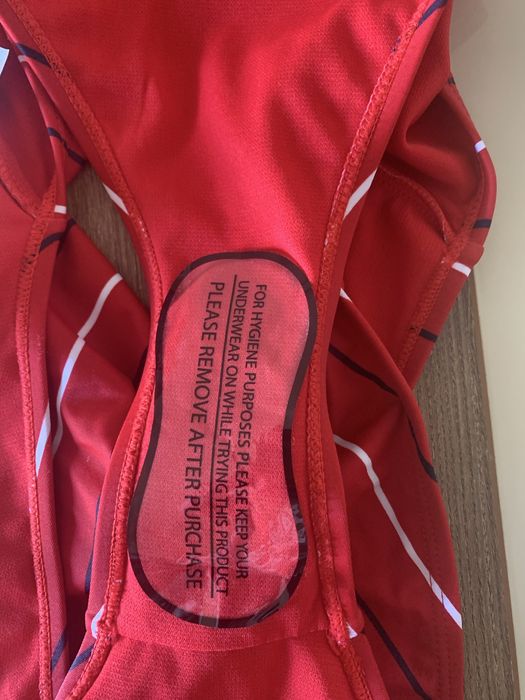 FOR HYGIENE PURPOSES PLEASE KEEP YOUR
UNDERWEAR ON WHILE TRYING THIS PRODUCT
PLEASE REMOVE AFTER PURCHASE